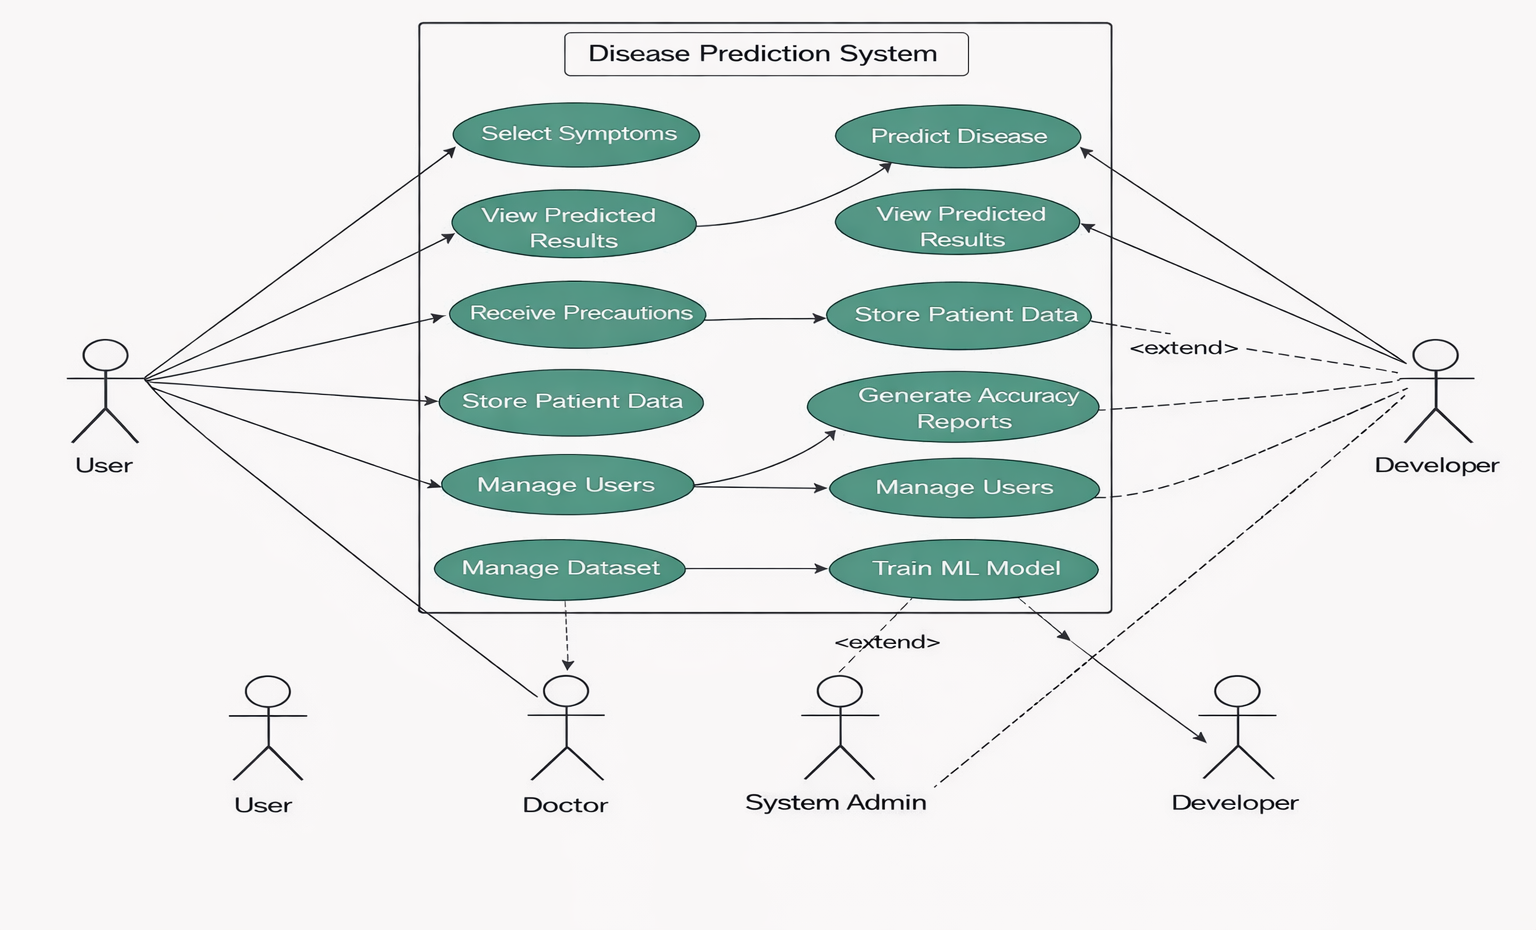 Disease Prediction System
Select Symptoms
Predict Disease
View Predicted
Results
View Predicted
Results
Receive Precautions
Store Patient Data
<extend>
Store Patient Data
Generate Accuracy
Reports
User
Developer
Manage Users
Manage Users
Manage Dataset
Train ML Model
<extend>
User
Doctor
System Admin
Developer